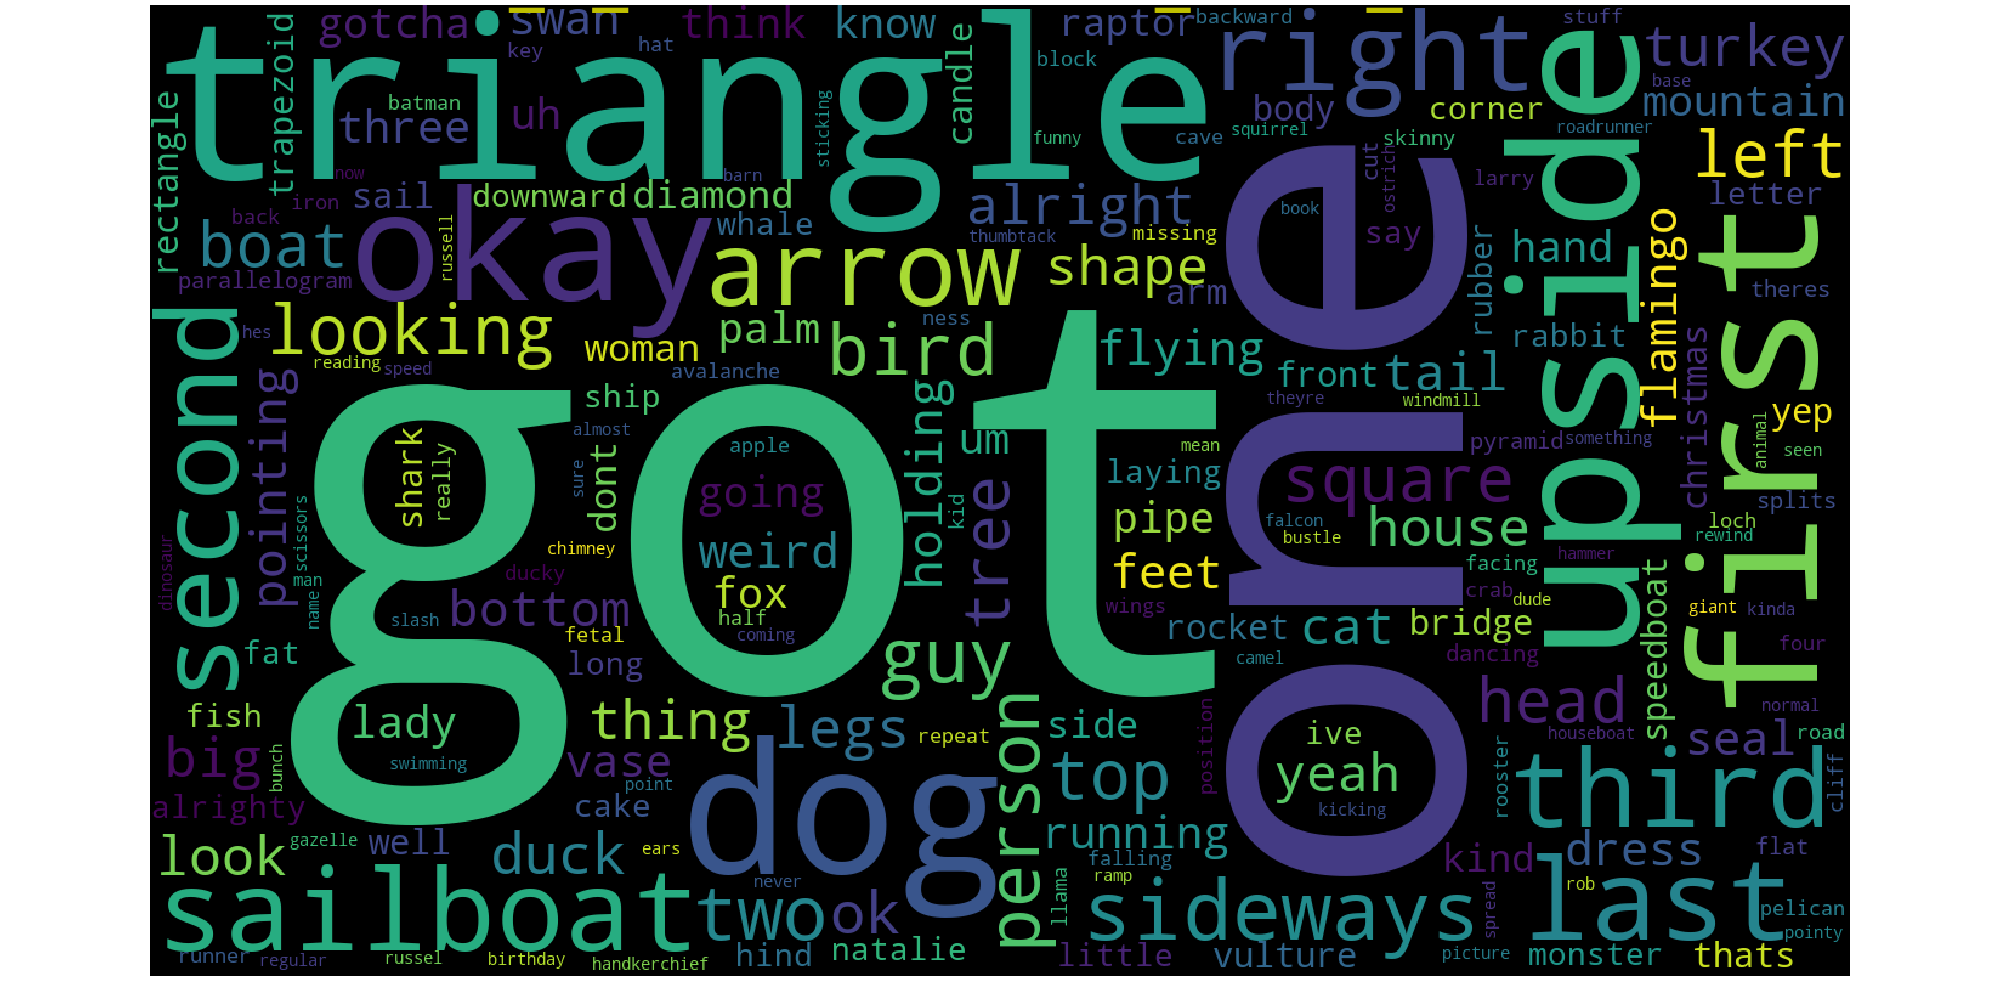 triangle
gotcha
swan
key
hat
think
know
raptor
backward
right
stuff
turkey
trapezoid
batman
three
uh
sticking
candle
block
funny
cave
squirrel
body
corner
skinny
base
mountain
roadrunner
left
rectangle
now
iron
back
sail
downward
diamond
barn
whale
alright
thumbtack
missing
cut
ostrich
book
say
larry
letter
boat
parallelogram
okay
russell
arrow
shape
arm
one
rubber
hand
upside
flamingo
first
theres
second
hes
looking
reading
speed
palm
ness
bird
woman
avalanche
flying
front
tail
rabbit
christmas
pointing
ship
almost
theyre
windmill
yep
got
shark
really
sure
dont
apple
going
holding
um
kid
tree
mean
laying
pyramid
something
animal
seen
square
splits
scissors
dinosaur
man
name
chimney
weird
pipe
falcon
bustle
house
loch
rewind
hammer
facing
ducky
fox
feet
crab
dude
giant
kinda
slash
bottom
half
coming
wings
fat
fetal
long
guy
rocket
camel
cat
bridge
dancing
speedboat
four
fish
lady
thing
legs
repeat
person
side
position
ive
head
houseboat
normal
seal
road
big
bunch
swimming
vase
point
dog
top
yeah
kicking
rooster
third
cliff
alrighty
cake
running
look
gazelle
well
duck
ears
never
llama
falling
ramp
kind
dress
flat
sailboat
two
ok
sideways
spread
rob
last
pelican
pointy
runner
regular
russel
birthday
handkerchief
hind
natalie
little
vulture
picture
monster
thats